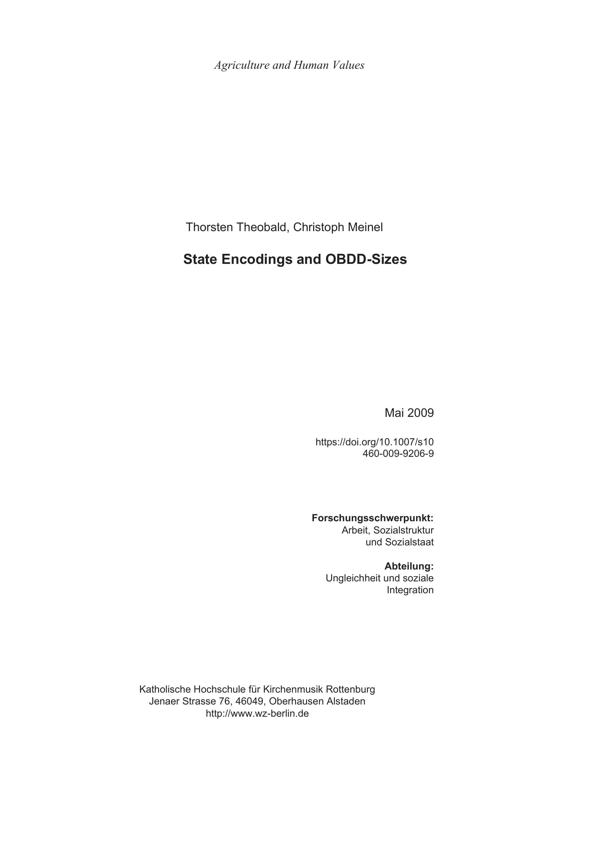 Agriculture and Human Values
Thorsten Theobald, Christoph Meinel
State Encodings and OBDD-Sizes
Mai 2009
https://doi.org/10.1007/s10
460-009-9206-9
Forschungsschwerpunkt:
Arbeit, Sozialstruktur
und Sozialstaat
Abteilung:
Ungleichheit und soziale
Integration
Katholische Hochschule für Kirchenmusik Rottenburg
Jenaer Strasse 76, 46049, Oberhausen Alstaden
http://www.wz-berlin.de